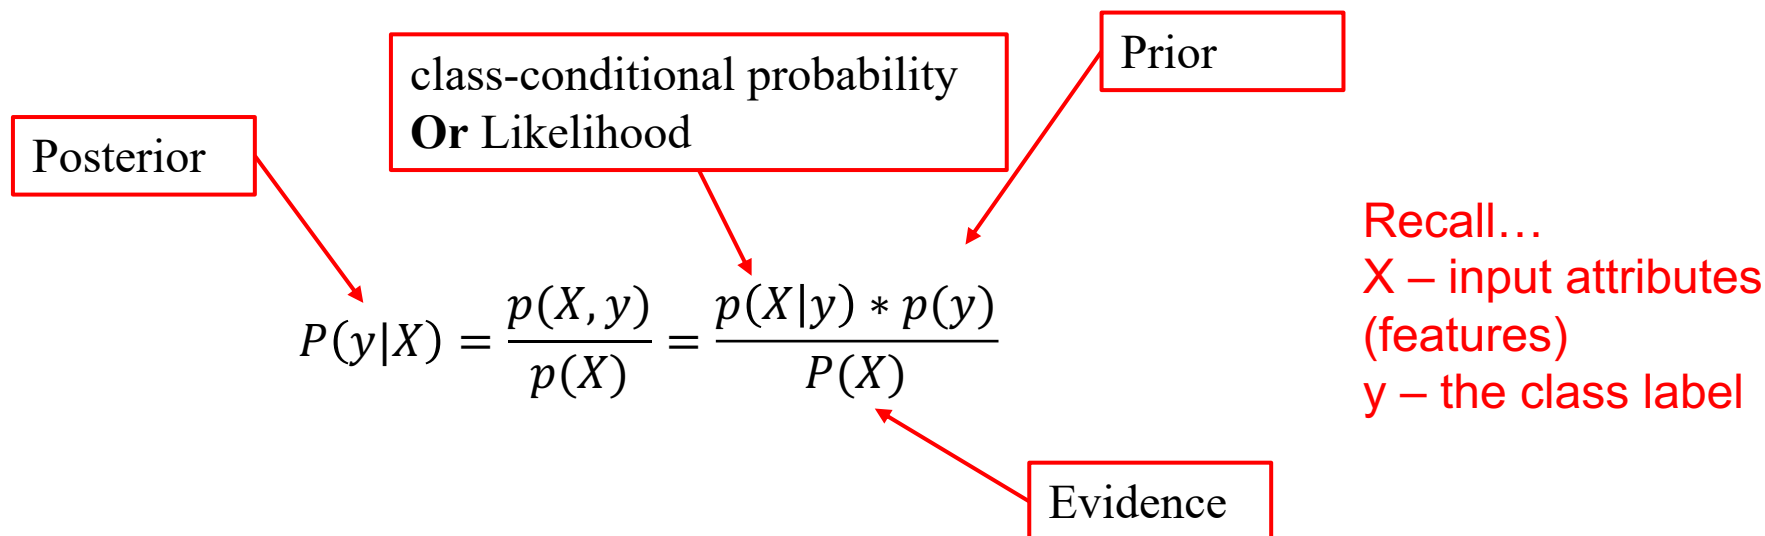 Prior
class-conditional probability
Or Likelihood
Posterior
Recall…
X – input attributes
(features)
y – the class label
P(y|X) = p(X, y) / p(X) = p(X|y) ∗ p(y) / P(X)
Evidence